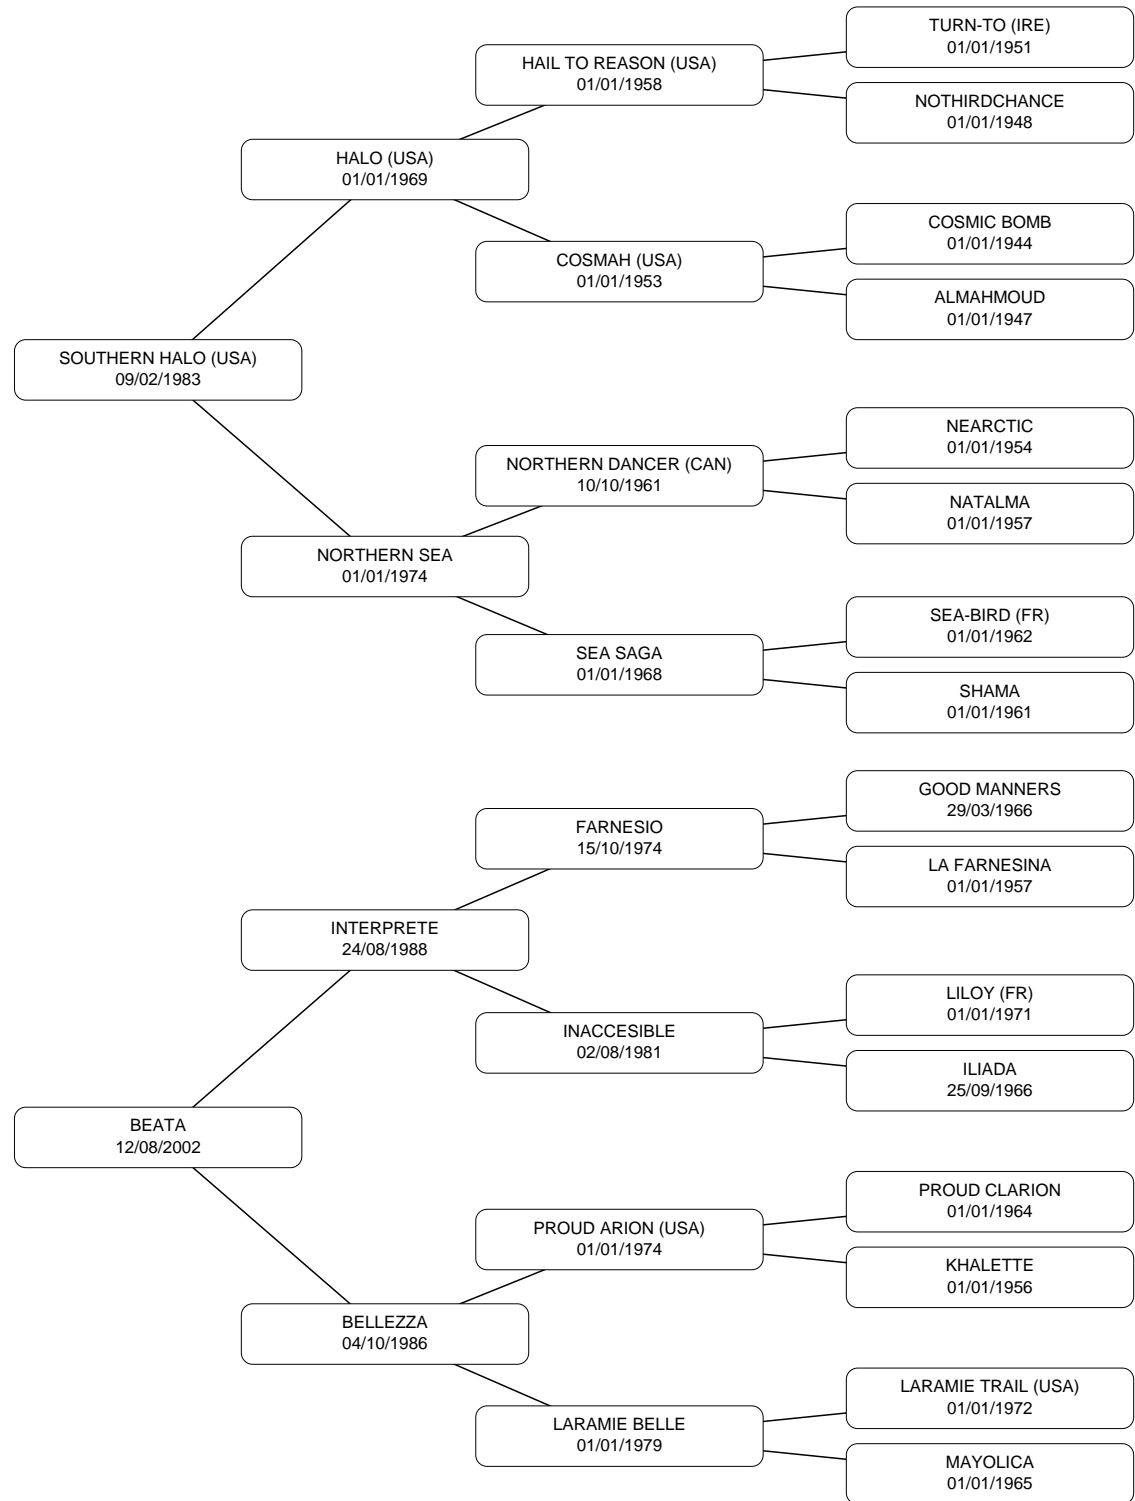 TURN-TO (IRE)
01/01/1951
HAIL TO REASON (USA)
01/01/1958
NOTHIRDCHANCE
01/01/1948
HALO (USA)
01/01/1969
COSMIC BOMB
01/01/1944
COSMAH (USA)
01/01/1953
ALMAHMOUD
01/01/1947
SOUTHERN HALO (USA)
09/02/1983
NEARCTIC
01/01/1954
NORTHERN DANCER (CAN)
10/10/1961
NATALMA
01/01/1957
NORTHERN SEA
01/01/1974
SEA-BIRD (FR)
01/01/1962
SEA SAGA
01/01/1968
SHAMA
01/01/1961
GOOD MANNERS
29/03/1966
FARNESIO
15/10/1974
LA FARNESINA
01/01/1957
INTERPRETE
24/08/1988
LILOY (FR)
01/01/1971
INACCESIBLE
02/08/1981
ILIADA
25/09/1966
BEATA
12/08/2002
PROUD CLARION
01/01/1964
PROUD ARION (USA)
01/01/1974
KHALETTE
01/01/1956
BELLEZZA
04/10/1986
LARAMIE TRAIL (USA)
01/01/1972
LARAMIE BELLE
01/01/1979
MAYOLICA
01/01/1965